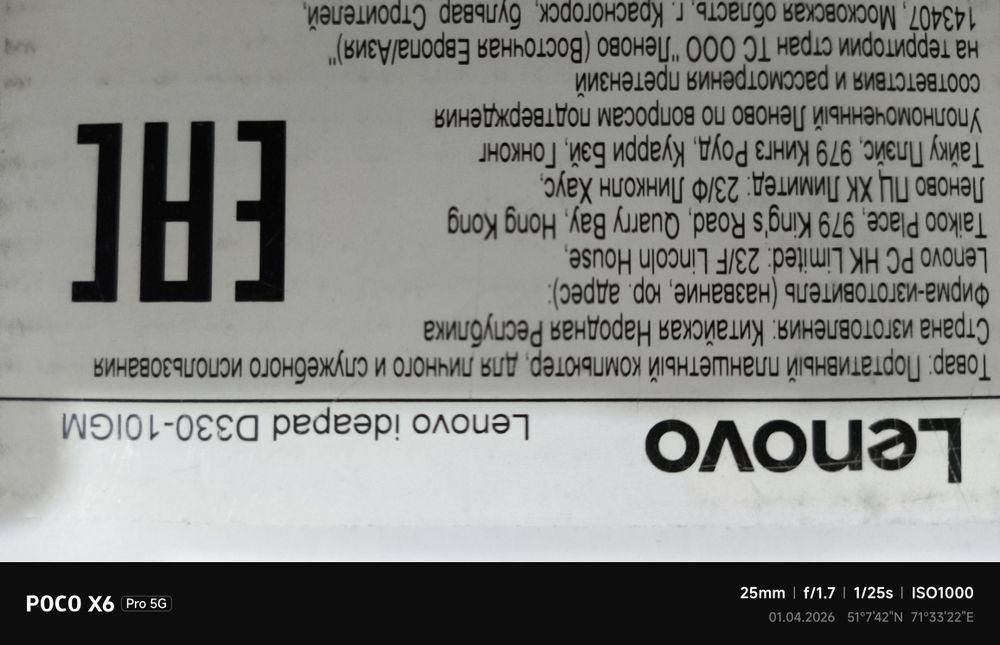 Lenovo
Lenovo ideapad D330-10IGM
Товар: Портативный планшетный компьютер, для личного и служебного использования
Страна изготовления: Китайская Народная Республика
Фирма-изготовитель (название, юр. адрес):
Lenovo PC HK Limited: 23/F Lincoln House,
Taikoo Place, 979 King's Road, Quarry Bay, Hong Kong
Леново ПЦ ХК Лимитед: 23/Ф Линколн Хаус,
Тайку Плэйс, 979 Кингз Роуд, Куарри Бэй, Гонконг
Уполномоченный Леново по вопросам подтверждения
соответствия и рассмотрения претензий
на территории стран ТС ООО "Леново (Восточная Европа/Азия)"
143407, Московская область, г. Красногорск, бульвар Строителей,
EAC
POCO X6 Pro 5G
25mm | f/1.7 | 1/25s | ISO1000
01.04.2026 51°7'42"N 71°33'22"E